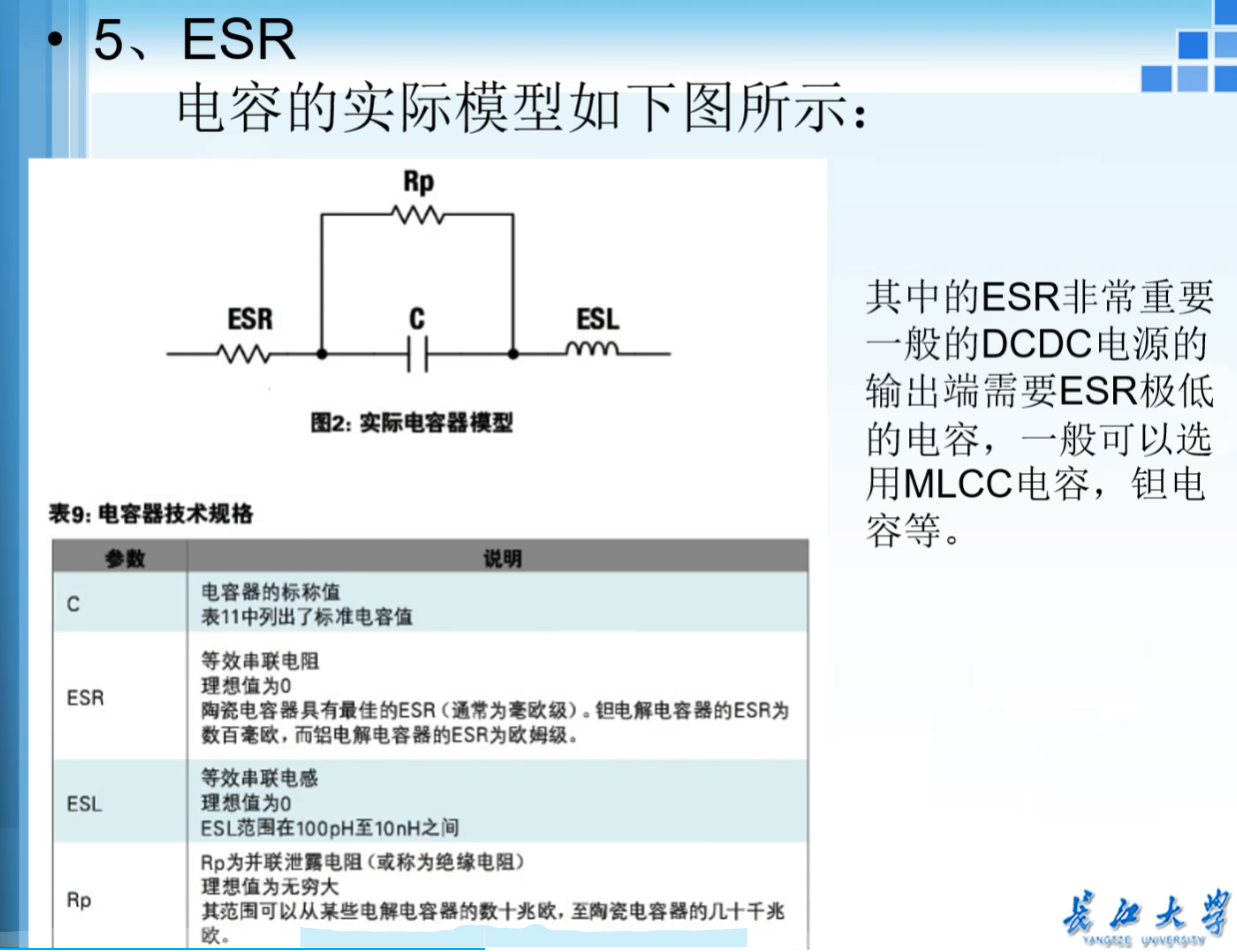 • 5、ESR
电容的实际模型如下图所示：
Rp
ESR
C
ESL
图2: 实际电容器模型
其中的ESR非常重要
一般的DCDC电源的
输出端需要ESR极低
的电容，一般可以选
用MLCC电容，钽电
容等。
表9: 电容器技术规格
参数 说明
C
电容器的标称值
表11中列出了标准电容值
ESR
等效串联电阻
理想值为0
陶瓷电容器具有最佳的ESR（通常为毫欧级）。钽电解电容器的ESR为
数百毫欧，而铝电解电容器的ESR为欧姆级。
ESL
等效串联电感
理想值为0
ESL范围在100pH至10nH之间
Rp
Rp为并联泄露电阻（或称为绝缘电阻）
理想值为无穷大
其范围可以从某些电解电容器的数十兆欧，至陶瓷电容器的几十千兆
欧。
长江大学
YANGTZE UNIVERSITY